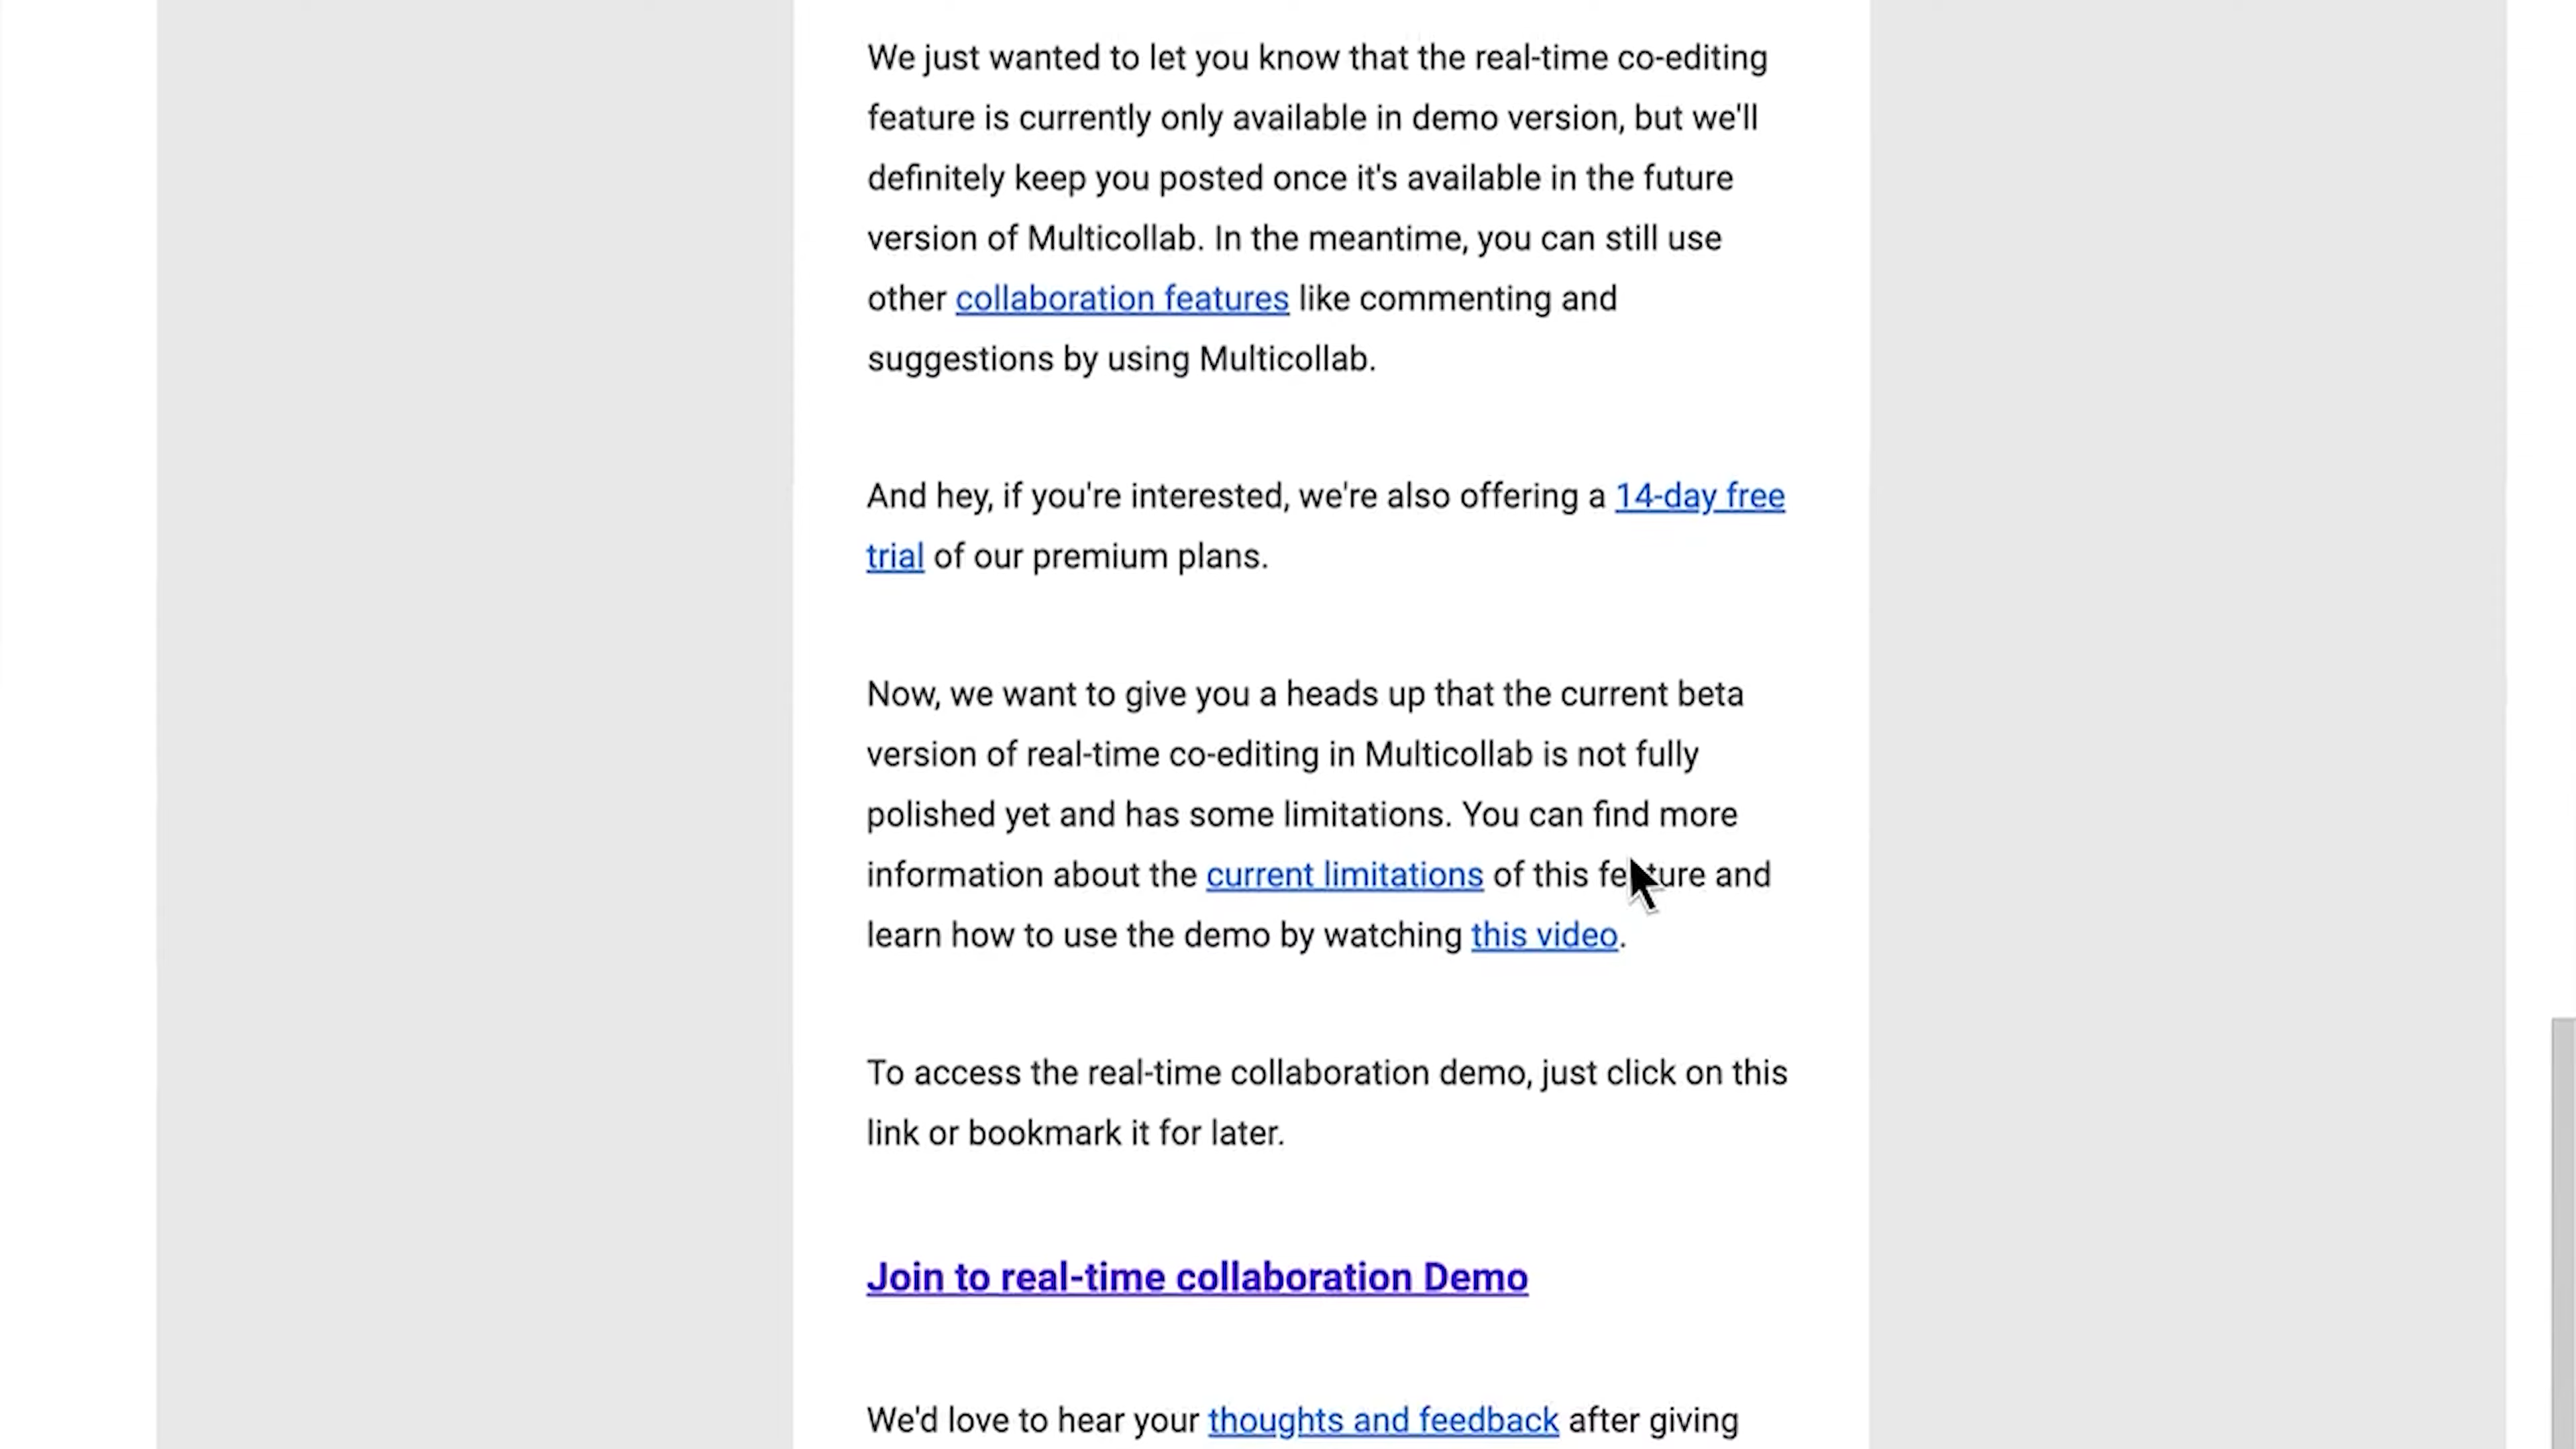 We just wanted to let you know that the real-time co-editing
feature is currently only available in demo version, but we'll
definitely keep you posted once it's available in the future
version of Multicollab. In the meantime, you can still use
other collaboration features like commenting and
suggestions by using Multicollab.
And hey, if you're interested, we're also offering a 14-day free
trial of our premium plans.
Now, we want to give you a heads up that the current beta
version of real-time co-editing in Multicollab is not fully
polished yet and has some limitations. You can find more
information about the current limitations of this feature and
learn how to use the demo by watching this video.
To access the real-time collaboration demo, just click on this
link or bookmark it for later.
Join to real-time collaboration Demo
We'd love to hear your thoughts and feedback after giving